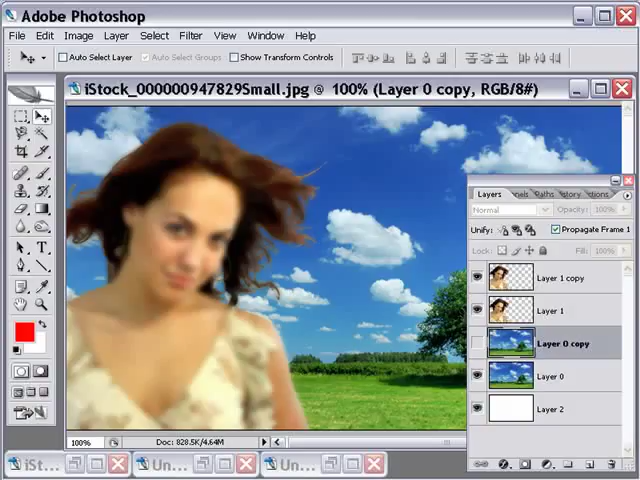 Adobe Photoshop
File Edit Image Layer Select Filter View Window Help
Auto Select Layer Auto Select Groups Show Transform Controls
iStock_000000947829Small.jpg @ 100% (Layer 0 copy, RGB/8#)
Layers Paths
Normal Opacity: 100%
Unify: Propagate Frame 1
Lock: Fill: 100%
Layer 1 copy
Layer 1
Layer 0 copy
Layer 0
Layer 2
100% Doc: 828.5K/4.64M
iSt... Un... Un...